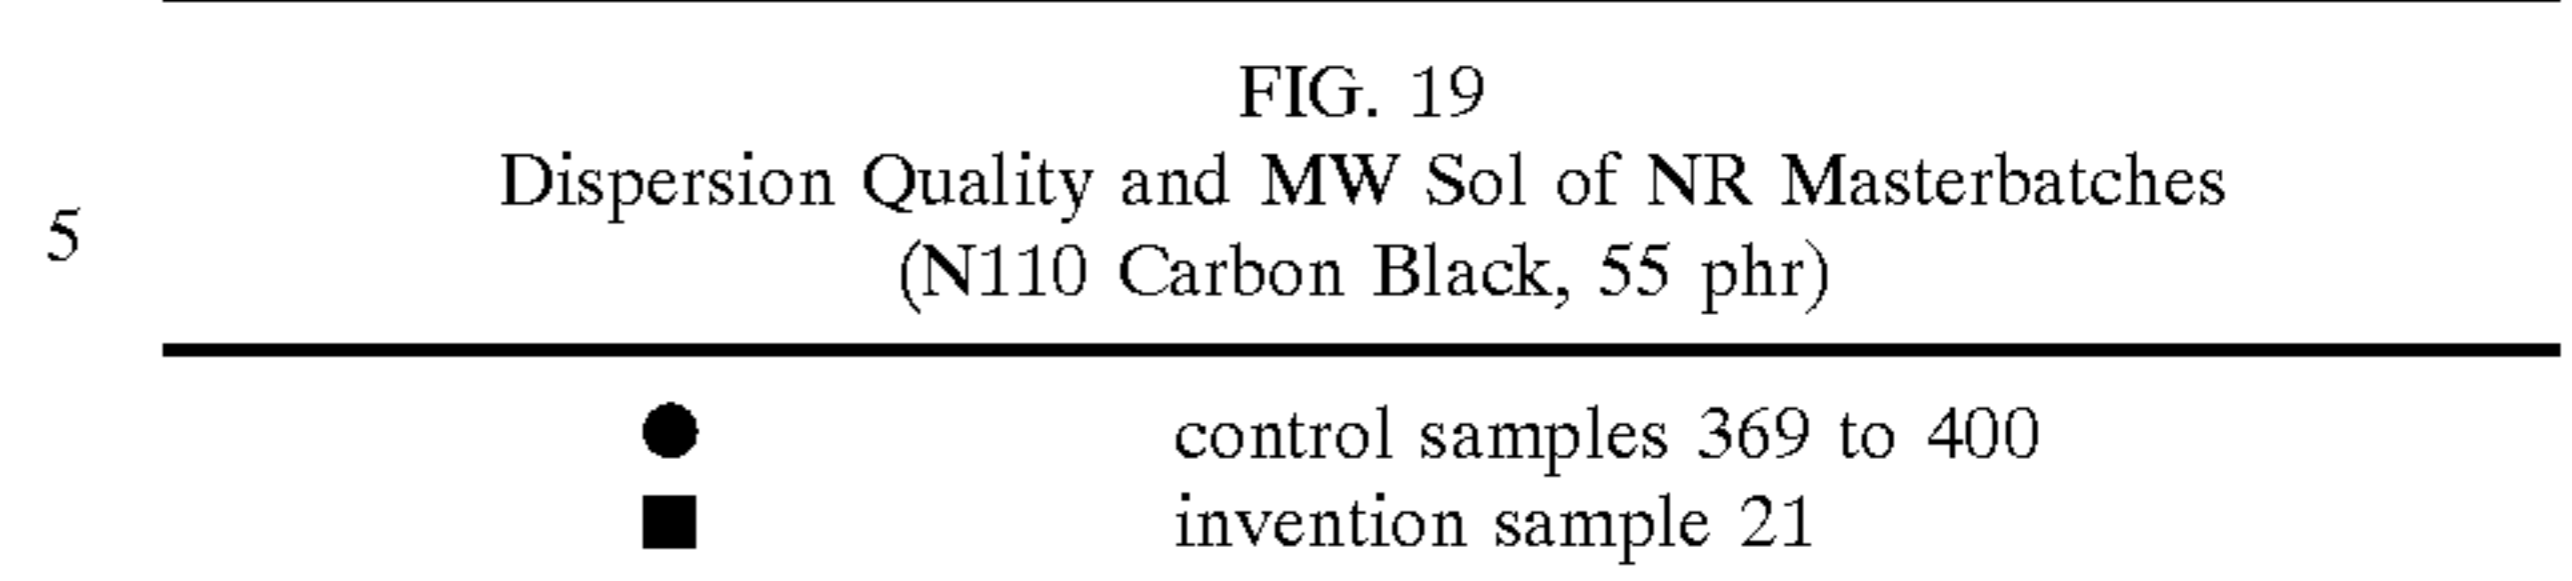 FIG. 19
Dispersion Quality and MW Sol of NR Masterbatches
5
(N110 Carbon Black, 55 phr)
● control samples 369 to 400
■ invention sample 21